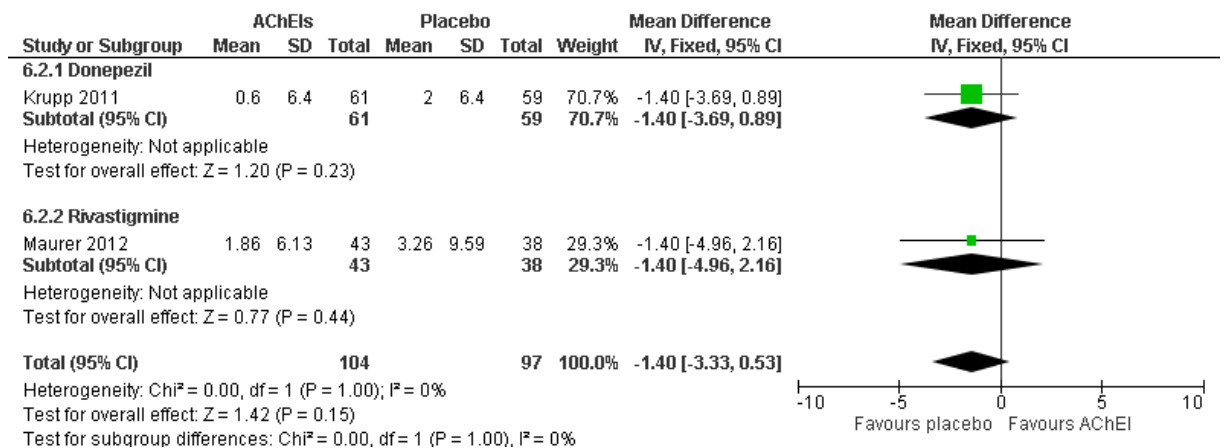 AChEIs Placebo Mean Difference Mean Difference
Study or Subgroup Mean SD Total Mean SD Total Weight IV, Fixed, 95% CI IV, Fixed, 95% CI
6.2.1 Donepezil
Krupp 2011 0.6 6.4 61 2 6.4 59 70.7% -1.40 [-3.69, 0.89]
Subtotal (95% CI) 61 59 70.7% -1.40 [-3.69, 0.89]
Heterogeneity: Not applicable
Test for overall effect: Z = 1.20 (P = 0.23)
6.2.2 Rivastigmine
Maurer 2012 1.86 6.13 43 3.26 9.59 38 29.3% -1.40 [-4.96, 2.16]
Subtotal (95% CI) 43 38 29.3% -1.40 [-4.96, 2.16]
Heterogeneity: Not applicable
Test for overall effect: Z = 0.77 (P = 0.44)
Total (95% CI) 104 97 100.0% -1.40 [-3.33, 0.53]
Heterogeneity: Chi² = 0.00, df = 1 (P = 1.00); I² = 0%
Test for overall effect: Z = 1.42 (P = 0.15)
Test for subgroup differences: Chi² = 0.00, df = 1 (P = 1.00), I² = 0%
-10 -5 0 5 10
Favours placebo Favours AChEI